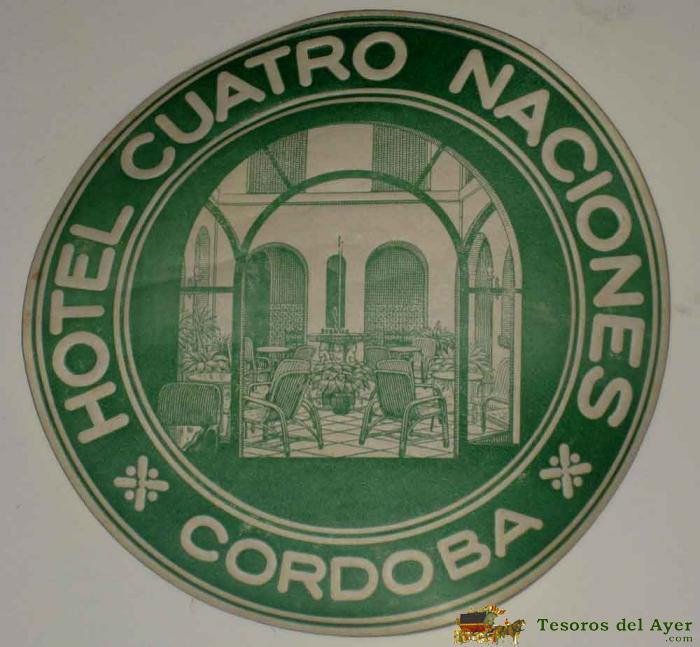 HOTEL CUATRO NACIONES
CORDOBA
Tesoros del Ayer
.com